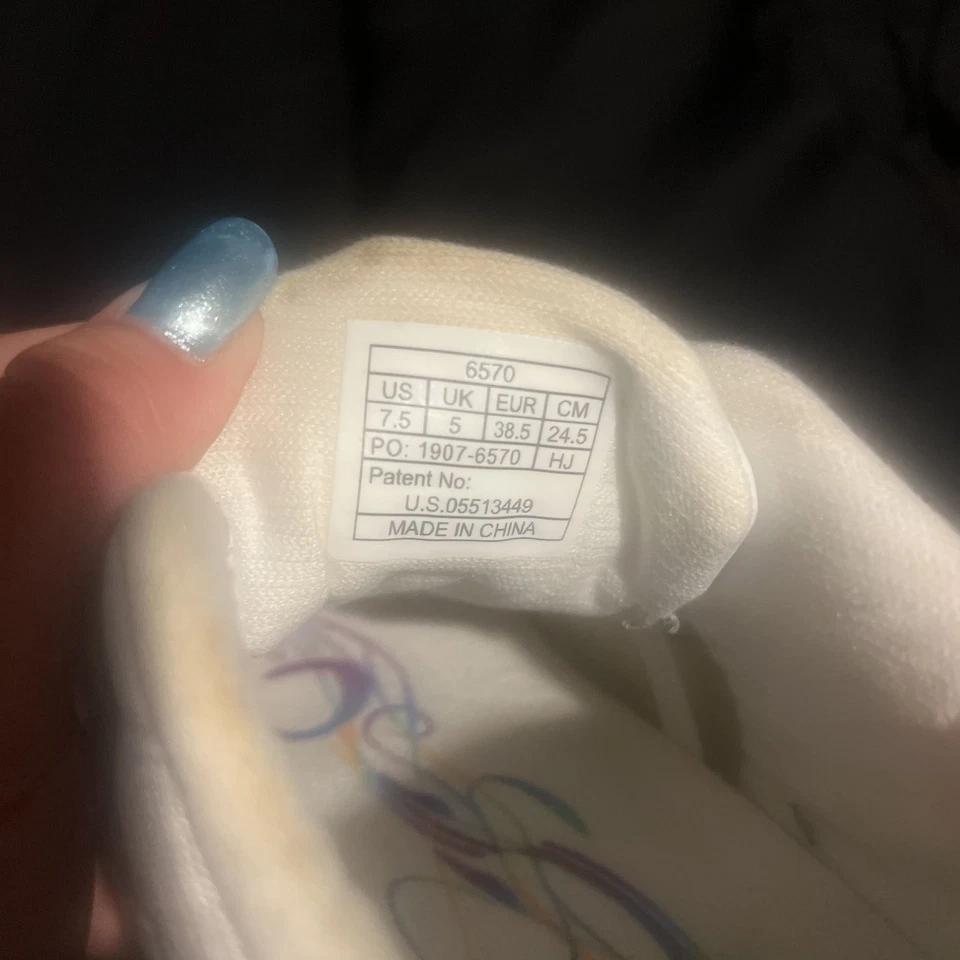 6570
US UK EUR CM
7.5 5 38.5 24.5
PO: 1907-6570 HJ
Patent No:
U.S.05513449
MADE IN CHINA